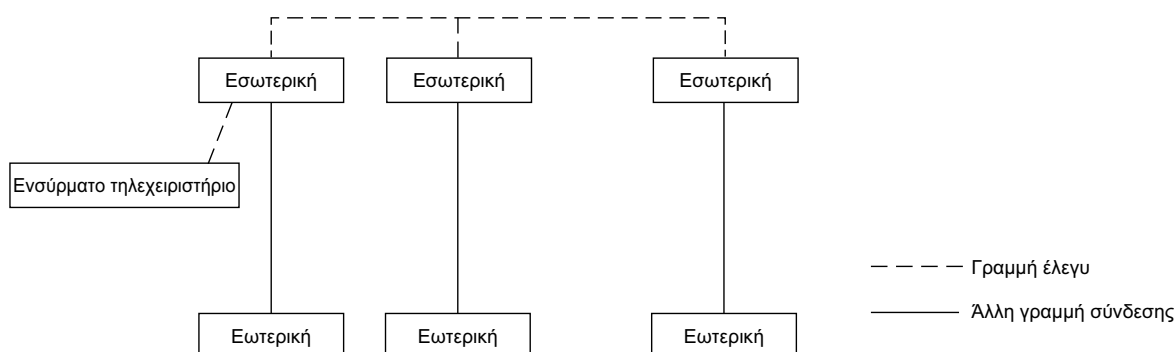 Εσωτερική Εσωτερική Εσωτερική
Ενσύρματο τηλεχειριστήριο
Γραμμή έλεγυ
Άλλη γραμμή σύνδεσης
Εωτερική Εωτερική Εωτερική